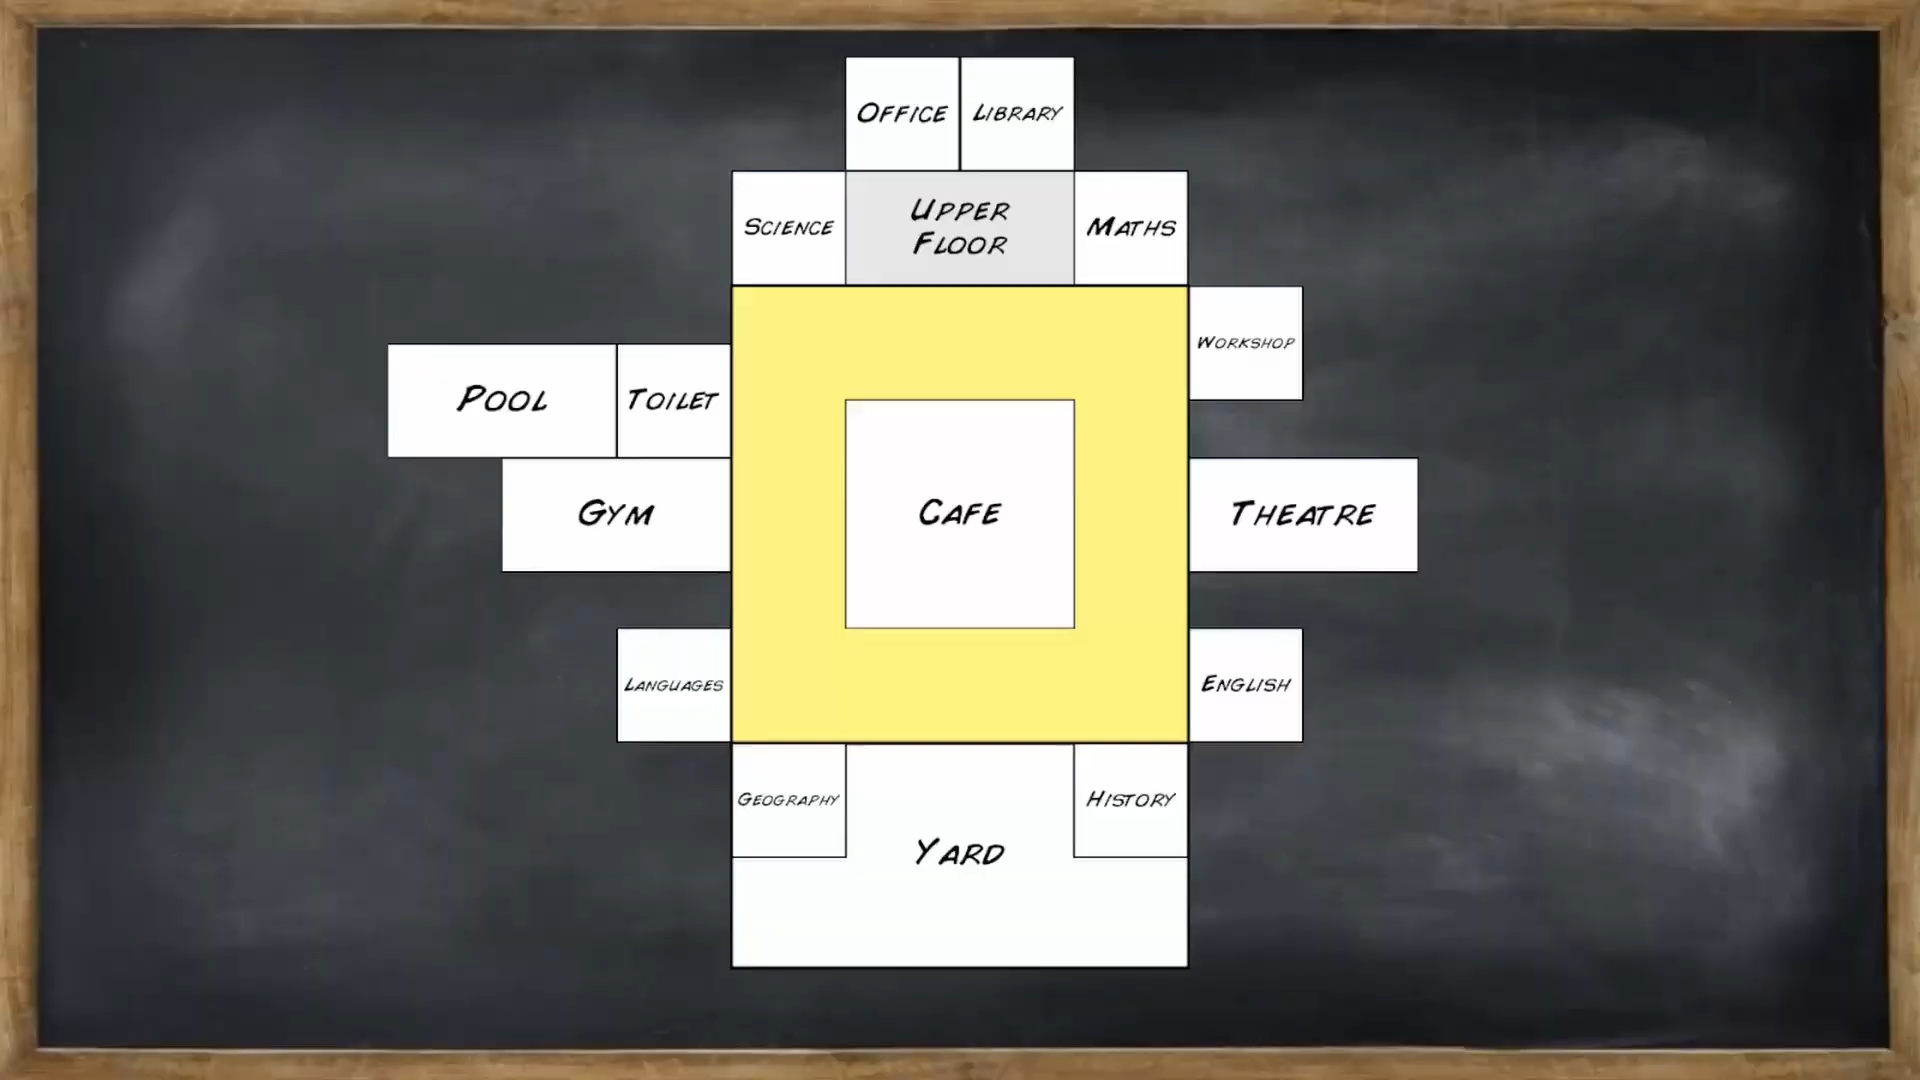 OFFICE
LIBRARY
SCIENCE
UPPER
FLOOR
MATHS
WORKSHOP
POOL
TOILET
GYM
CAFE
THEATRE
LANGUAGES
ENGLISH
GEOGRAPHY
HISTORY
YARD